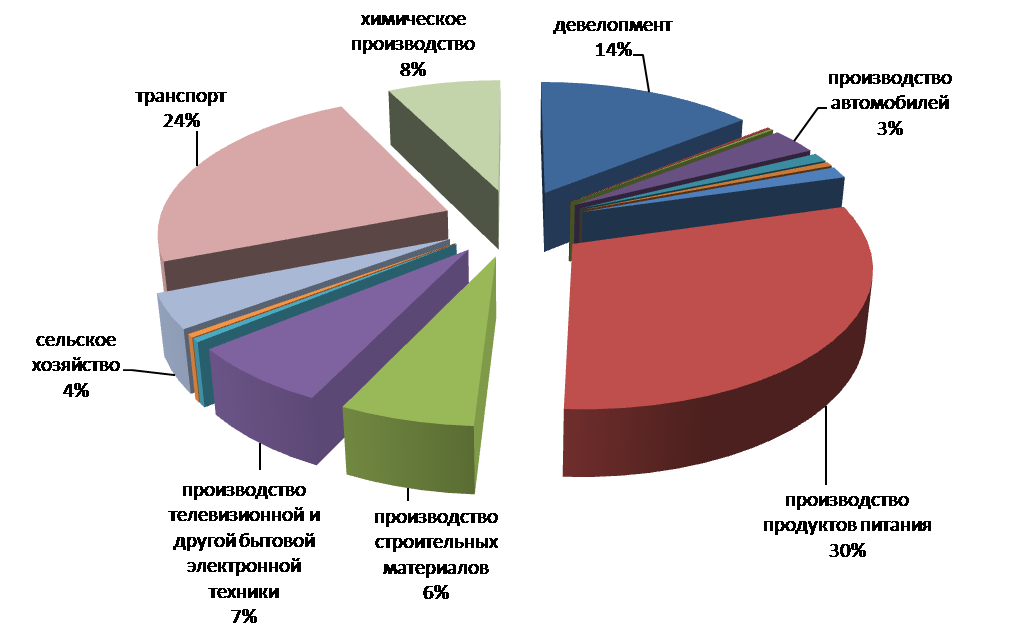 химическое
производство
8%
девелопмент
14%
производство
автомобилей
3%
транспорт
24%
сельское
хозяйство
4%
производство
телевизионной и
другой бытовой
электронной
техники
7%
производство
строительных
материалов
6%
производство
продуктов питания
30%